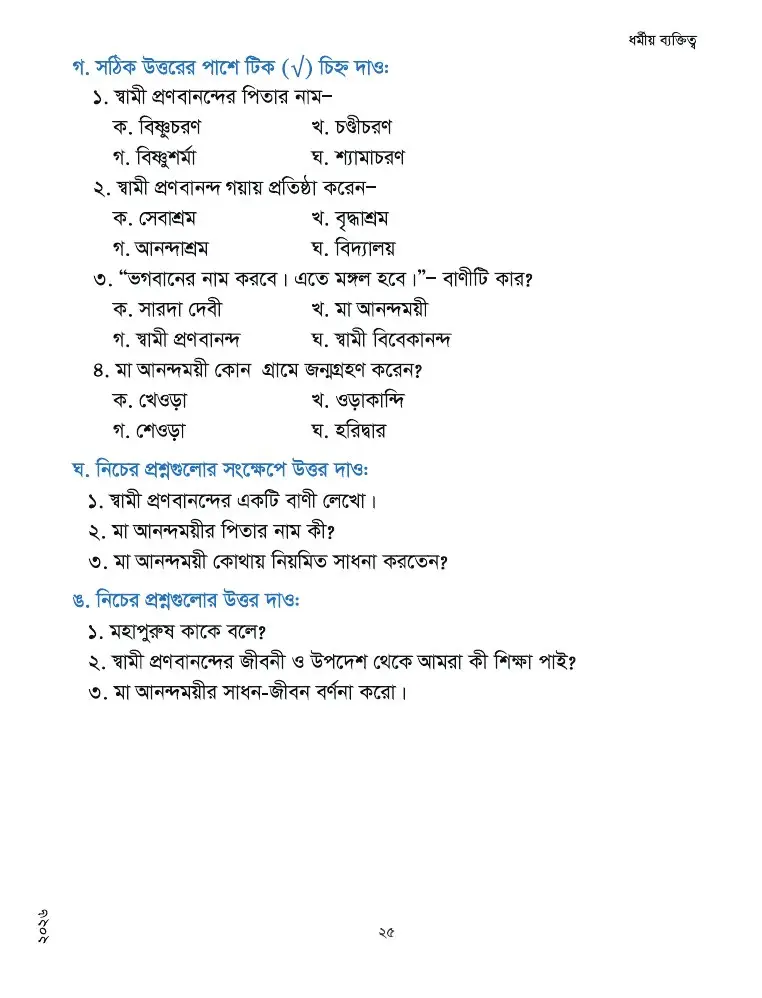 ধর্মীয় ব্যক্তিত্ব
গ. সঠিক উত্তরের পাশে টিক (√) চিহ্ন দাও:
১. স্বামী প্রণবানন্দের পিতার নাম–
ক. বিষ্ণুচরণ খ. চণ্ডীচরণ
গ. বিষ্ণুশর্মা ঘ. শ্যামাচরণ
২. স্বামী প্রণবানন্দ গয়ায় প্রতিষ্ঠা করেন–
ক. সেবাশ্রম খ. বৃদ্ধাশ্রম
গ. আনন্দাশ্রম ঘ. বিদ্যালয়
৩. “ভগবানের নাম করবে। এতে মঙ্গল হবে।”– বাণীটি কার?
ক. সারদা দেবী খ. মা আনন্দময়ী
গ. স্বামী প্রণবানন্দ ঘ. স্বামী বিবেকানন্দ
৪. মা আনন্দময়ী কোন গ্রামে জন্মগ্রহণ করেন?
ক. খেওড়া খ. ওড়াকান্দি
গ. শেওড়া ঘ. হরিদ্বার
ঘ. নিচের প্রশ্নগুলোর সংক্ষেপে উত্তর দাও:
১. স্বামী প্রণবানন্দের একটি বাণী লেখো।
২. মা আনন্দময়ীর পিতার নাম কী?
৩. মা আনন্দময়ী কোথায় নিয়মিত সাধনা করতেন?
ঙ. নিচের প্রশ্নগুলোর উত্তর দাও:
১. মহাপুরুষ কাকে বলে?
২. স্বামী প্রণবানন্দের জীবনী ও উপদেশ থেকে আমরা কী শিক্ষা পাই?
৩. মা আনন্দময়ীর সাধন-জীবন বর্ণনা করো।
২০২৬
২৫